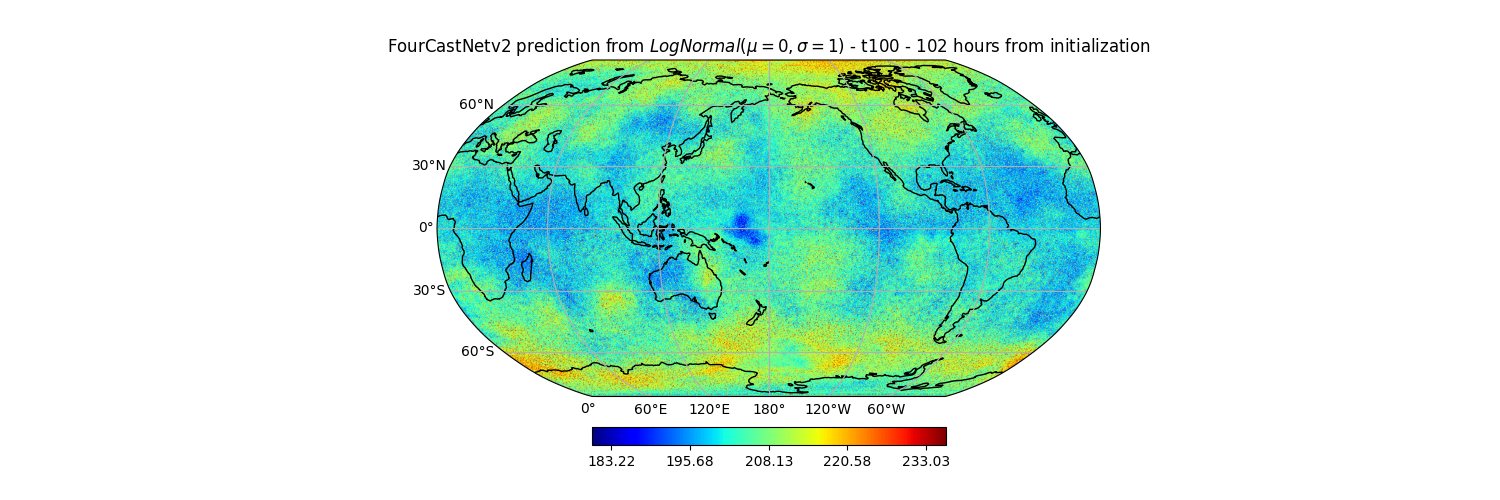 FourCastNetv2 prediction from LogNormal(μ = 0, σ = 1) - t100 - 102 hours from initialization
60°N
30°N
0°
30°S
60°S
0° 60°E 120°E 180° 120°W 60°W
183.22 195.68 208.13 220.58 233.03